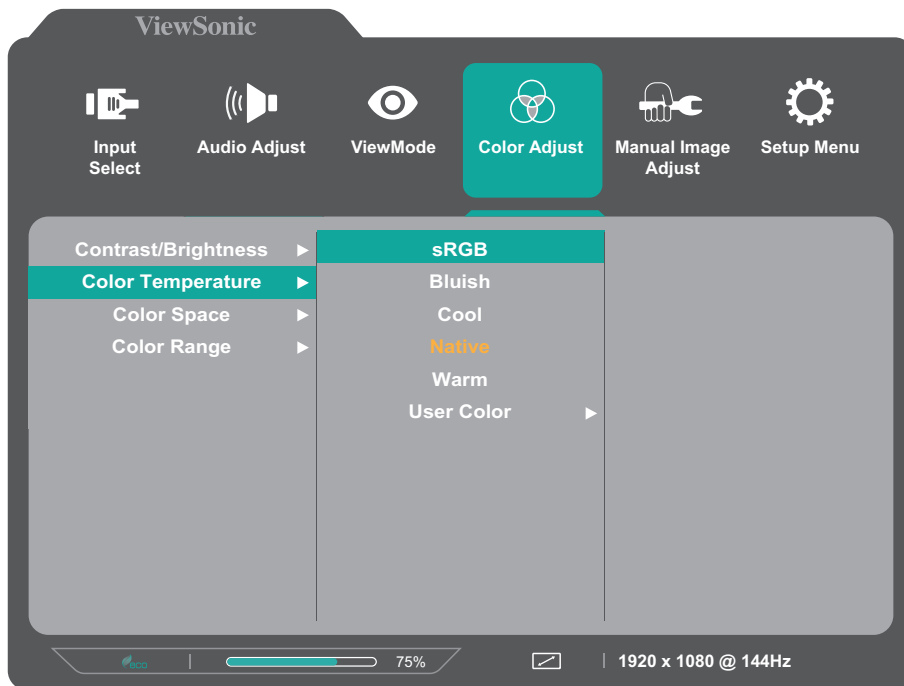 ViewSonic
Input
Select
Audio Adjust
ViewMode
Color Adjust
Manual Image
Adjust
Setup Menu
Contrast/Brightness
Color Temperature
Color Space
Color Range
sRGB
Bluish
Cool
Native
Warm
User Color
eco
75%
1920 x 1080 @ 144Hz